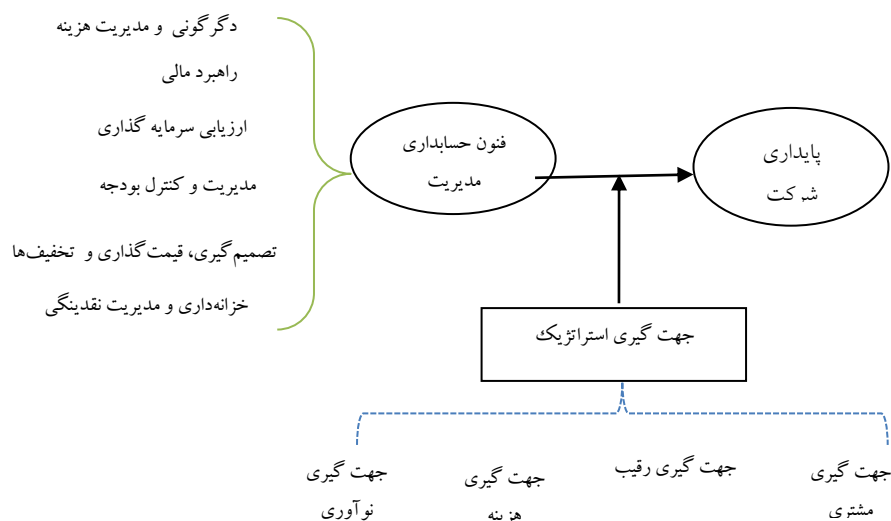 دگرگونی و مدیریت هزینه
راهبرد مالی
ارزیابی سرمایه گذاری
مدیریت و کنترل بودجه
تصمیم‌گیری، قیمت‌گذاری و تخفیف‌ها
خزانه‌داری و مدیریت نقدینگی
فنون حسابداری
مدیریت
پایداری
شرکت
جهت گیری استراتژیک
جهت گیری
مشتری
جهت گیری رقیب
جهت گیری
هزینه
جهت گیری
نوآوری